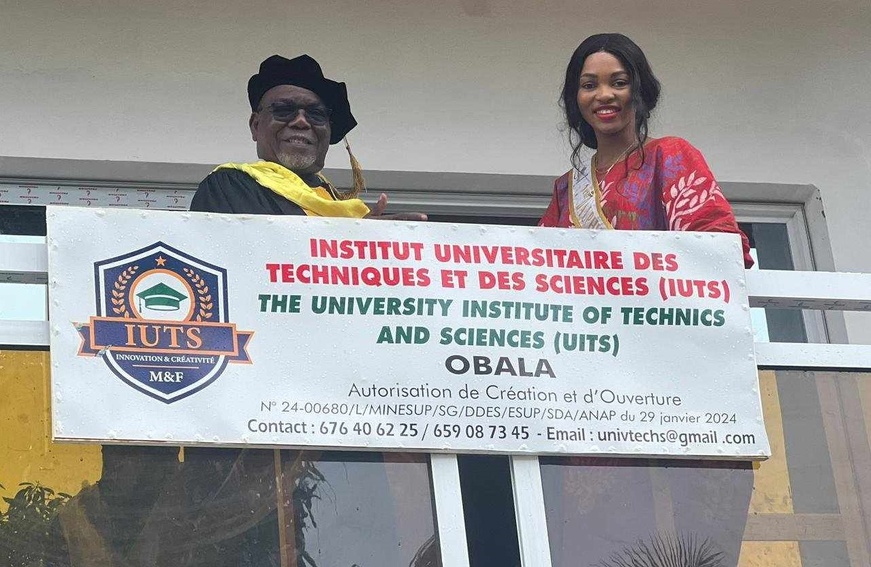 INSTITUT UNIVERSITAIRE DES
TECHNIQUES ET DES SCIENCES (IUTS)
THE UNIVERSITY INSTITUTE OF TECHNICS
AND SCIENCES (UITS)
OBALA
Autorisation de Création et d'Ouverture
N° 24-00680/L/MINESUP/SG/DDES/ESUP/SDA/ANAP du 29 janvier 2024
Contact : 676 40 62 25 / 659 08 73 45 - Email : univtechs@gmail .com
IUTS
INNOVATION & CRÉATIVITÉ
M&F